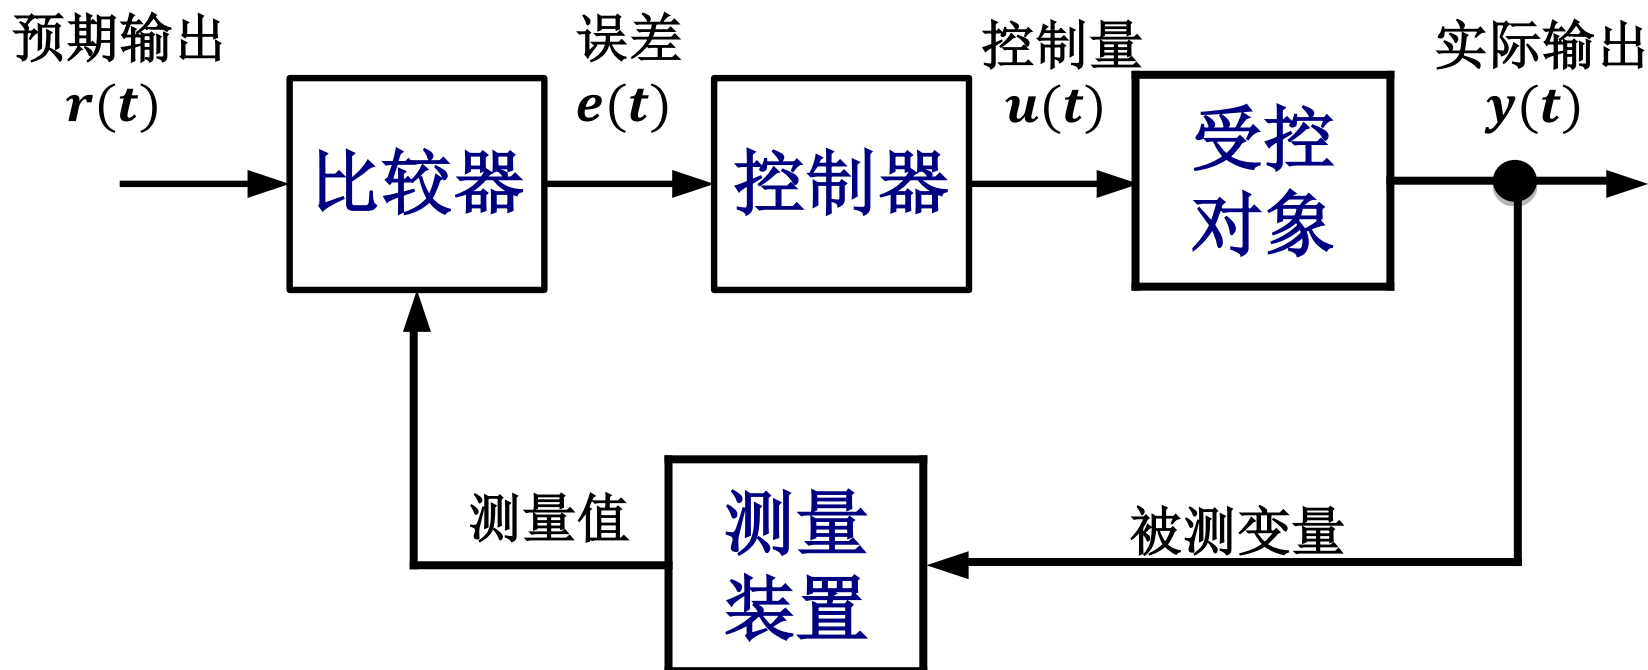 预期输出
r(t)
误差
e(t)
控制量
u(t)
实际输出
y(t)
比较器
控制器
受控
对象
测量值
测量
装置
被测变量